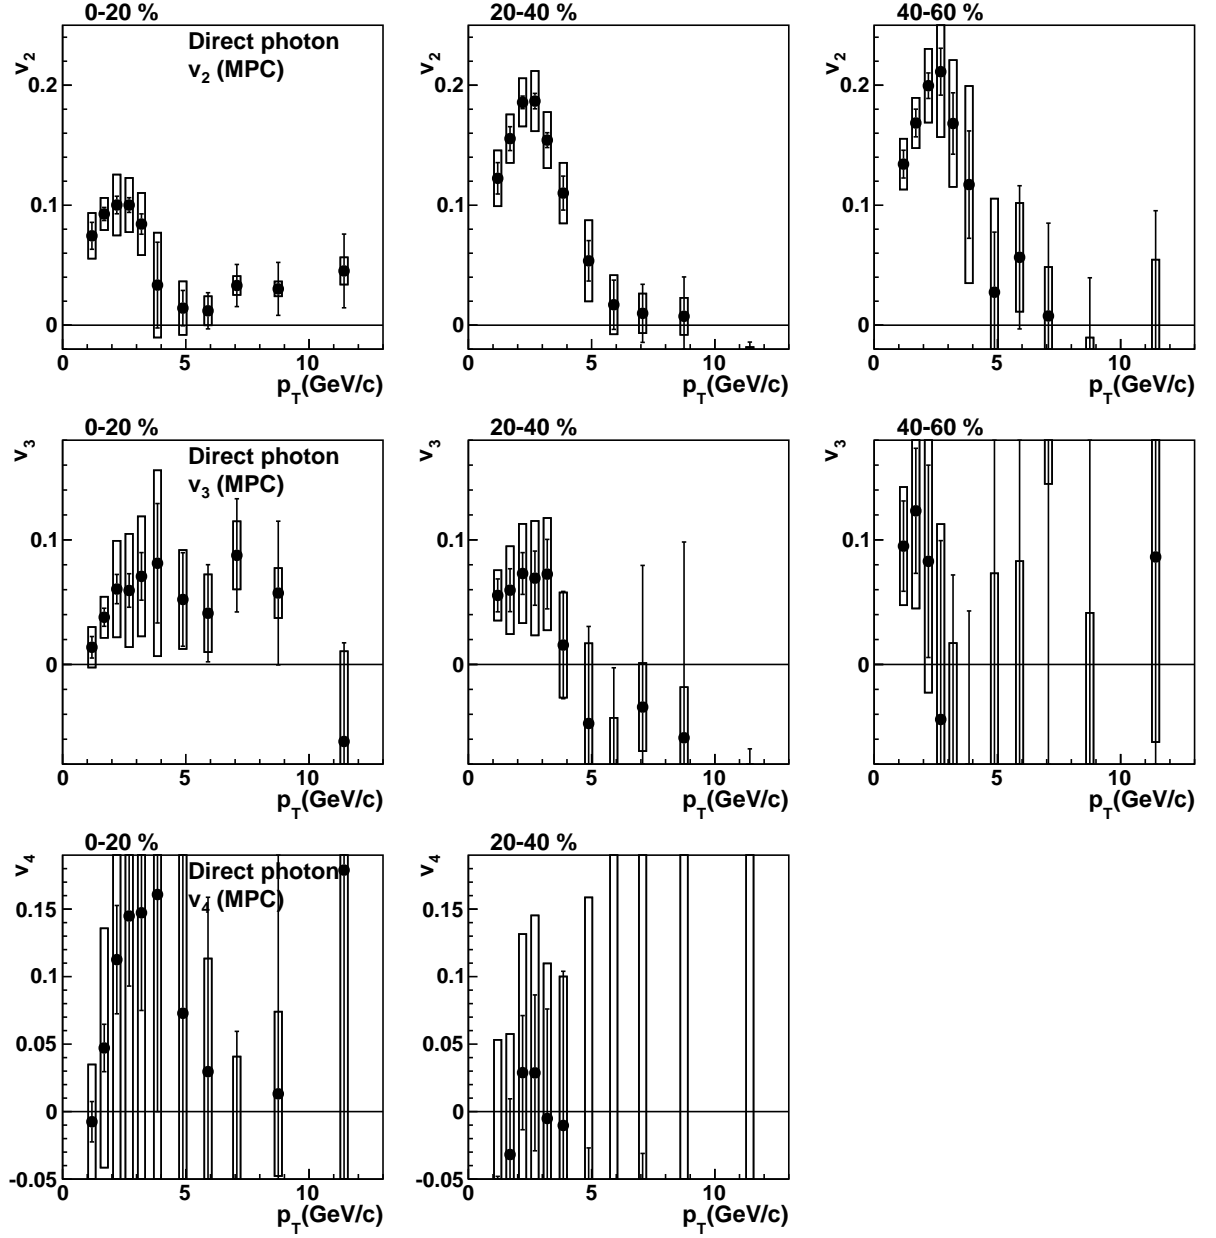 0-20 %
20-40 %
40-60 %
v2
Direct photon
v2 (MPC)
v2
v2
0.2
0.1
0
0.2
0.1
0
0.2
0.1
0
0 5 10
0 5 10
0 5 10
pT(GeV/c)
pT(GeV/c)
pT(GeV/c)
0-20 %
20-40 %
40-60 %
v3
Direct photon
v3 (MPC)
v3
v3
0.1
0
0.1
0
0.1
0
0 5 10
0 5 10
0 5 10
pT(GeV/c)
pT(GeV/c)
pT(GeV/c)
0-20 %
20-40 %
v4
Direct photon
v4 (MPC)
v4
0.15
0.1
0.05
0
-0.05
0.15
0.1
0.05
0
-0.05
0 5 10
0 5 10
pT(GeV/c)
pT(GeV/c)